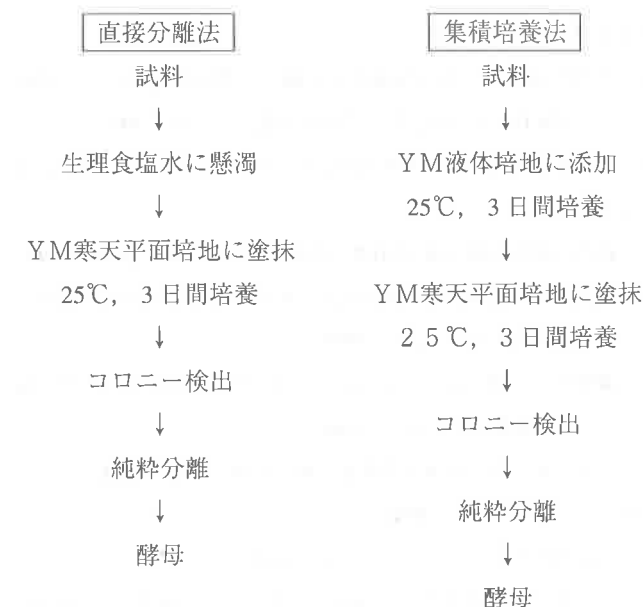 直接分離法
試料
↓
生理食塩水に懸濁
↓
YM寒天平面培地に塗抹
25℃, 3日間培養
↓
コロニー検出
↓
純粋分離
↓
酵母
集積培養法
試料
↓
YM液体培地に添加
25℃, 3日間培養
↓
YM寒天平面培地に塗抹
25℃, 3日間培養
↓
コロニー検出
↓
純粋分離
↓
酵母